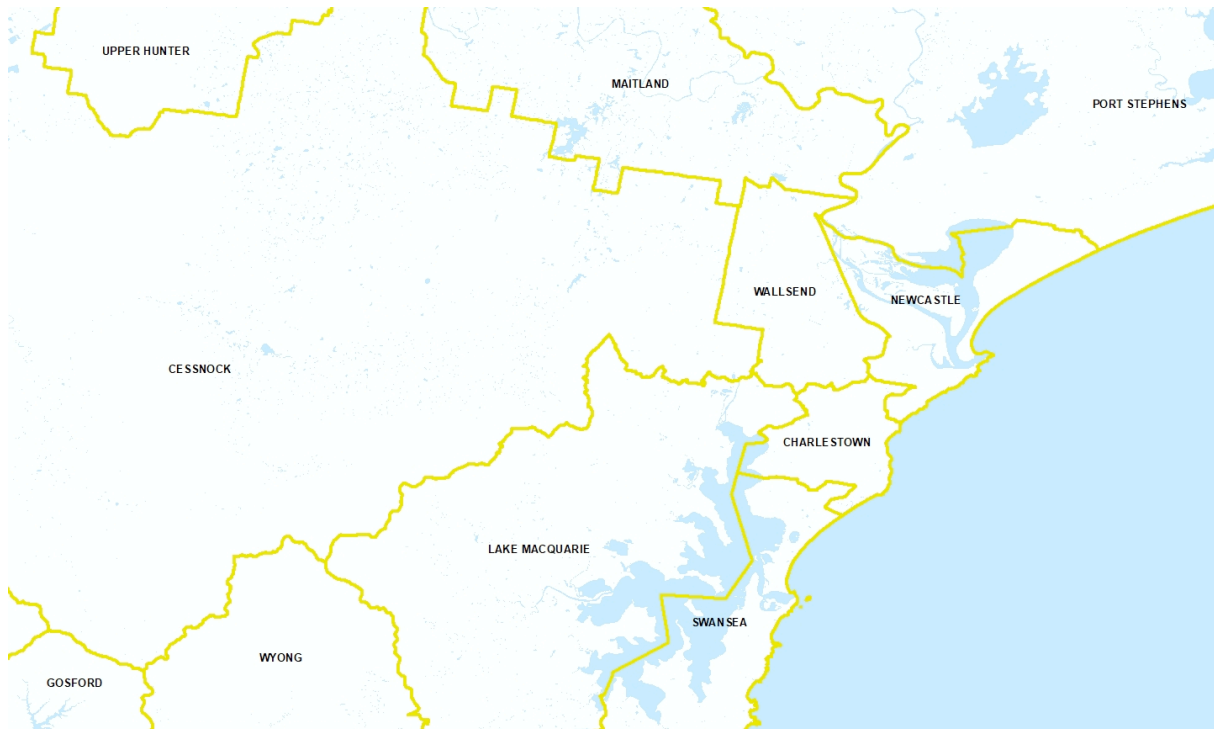 UPPER HUNTER
MAITLAND
PORT STEPHENS
WALLSEND
NEWCASTLE
CESSNOCK
CHARLESTOWN
LAKE MACQUARIE
SWANSEA
WYONG
GOSFORD